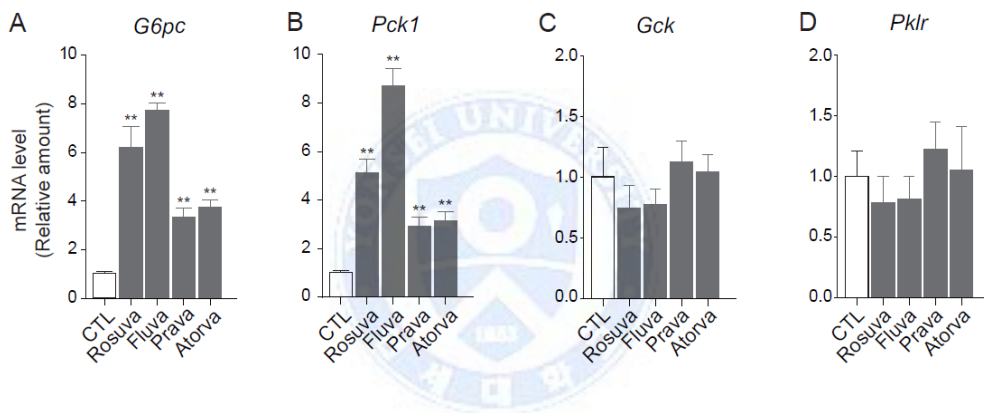 A
G6pc
mRNA level
(Relative amount)
10
8
6
4
2
0
**
**
**
**
CTL
Rosuva
Fluva
Prava
Atorva
B
Pck1
10
8
6
4
2
0
**
**
**
**
CTL
Rosuva
Fluva
Prava
Atorva
C
Gck
2.0
1.5
1.0
0.5
0.0
CTL
Rosuva
Fluva
Prava
Atorva
D
Pklr
2.0
1.5
1.0
0.5
0.0
CTL
Rosuva
Fluva
Prava
Atorva
YONSEI UNIVERSITY
1885